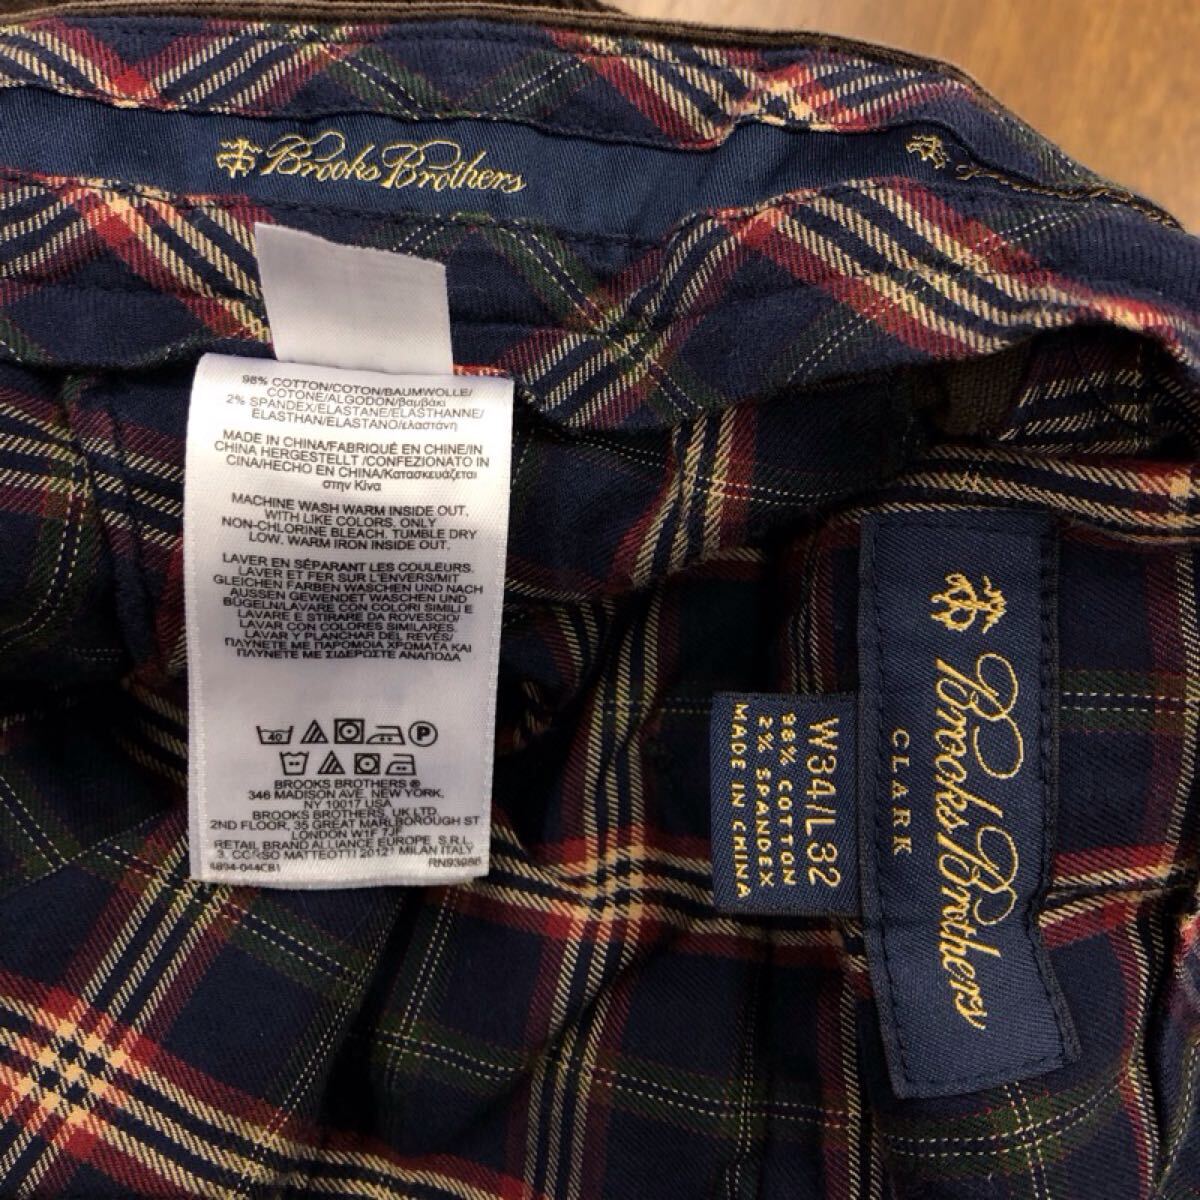 Brooks Brothers
98% COTTON/COTON/BAUMWOLLE/
COTONE/ALGODON/βαμβάκι
2% SPANDEX/ELASTANE/ELASTHANNE/
ELASTHAN/ELASTANO/ελαστάνη
MADE IN CHINA/FABRIQUÉ EN CHINE/IN
CHINA HERGESTELLT /CONFEZIONATO IN
CINA/HECHO EN CHINA/Κατασκευάζεται
στην Κίνα
MACHINE WASH WARM INSIDE OUT,
WITH LIKE COLORS, ONLY
NON-CHLORINE BLEACH. TUMBLE DRY
LOW. WARM IRON INSIDE OUT.
LAVER EN SÉPARANT LES COULEURS.
LAVER ET FER SUR L'ENVERS/MIT
GLEICHEN FARBEN WASCHEN UND NACH
AUSSEN GEWENDET WASCHEN UND
BÜGELN/LAVARE CON COLORI SIMILI E
LAVARE E STIRARE DA ROVESCIO/
LAVAR CON COLORES SIMILARES.
LAVAR Y PLANCHAR DEL REVÉS/
ΠΛΥΝΕΤΕ ΜΕ ΠΑΡΟΜΟΙΑ ΧΡΩΜΑΤΑ ΚΑΙ
ΠΛΥΝΕΤΕ ΜΕ ΣΙΔΕΡΩΣΤΕ ΑΝΑΠΟΔΑ
40 P
BROOKS BROTHERS ®
346 MADISON AVE. NEW YORK,
NY 10017 USA
BROOKS BROTHERS, UK LTD.
2ND FLOOR, 35 GREAT MARLBOROUGH ST.
LONDON W1F 7JF
RETAIL BRAND ALLIANCE EUROPE, S.R.L.
3, CORSO MATTEOTTI 20121 MILAN ITALY
4894-044CB1 RN93986
Brooks Brothers
CLARK
W34/L 32
98% COTTON
2% SPANDEX
MADE IN CHINA